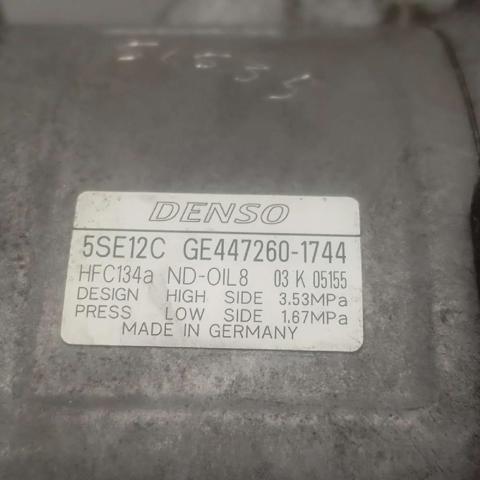 DENSO
5SE12C GE447260-1744
HFC134a ND-OIL8 03 K 05155
DESIGN HIGH SIDE 3.53MPa
PRESS LOW SIDE 1.67MPa
MADE IN GERMANY